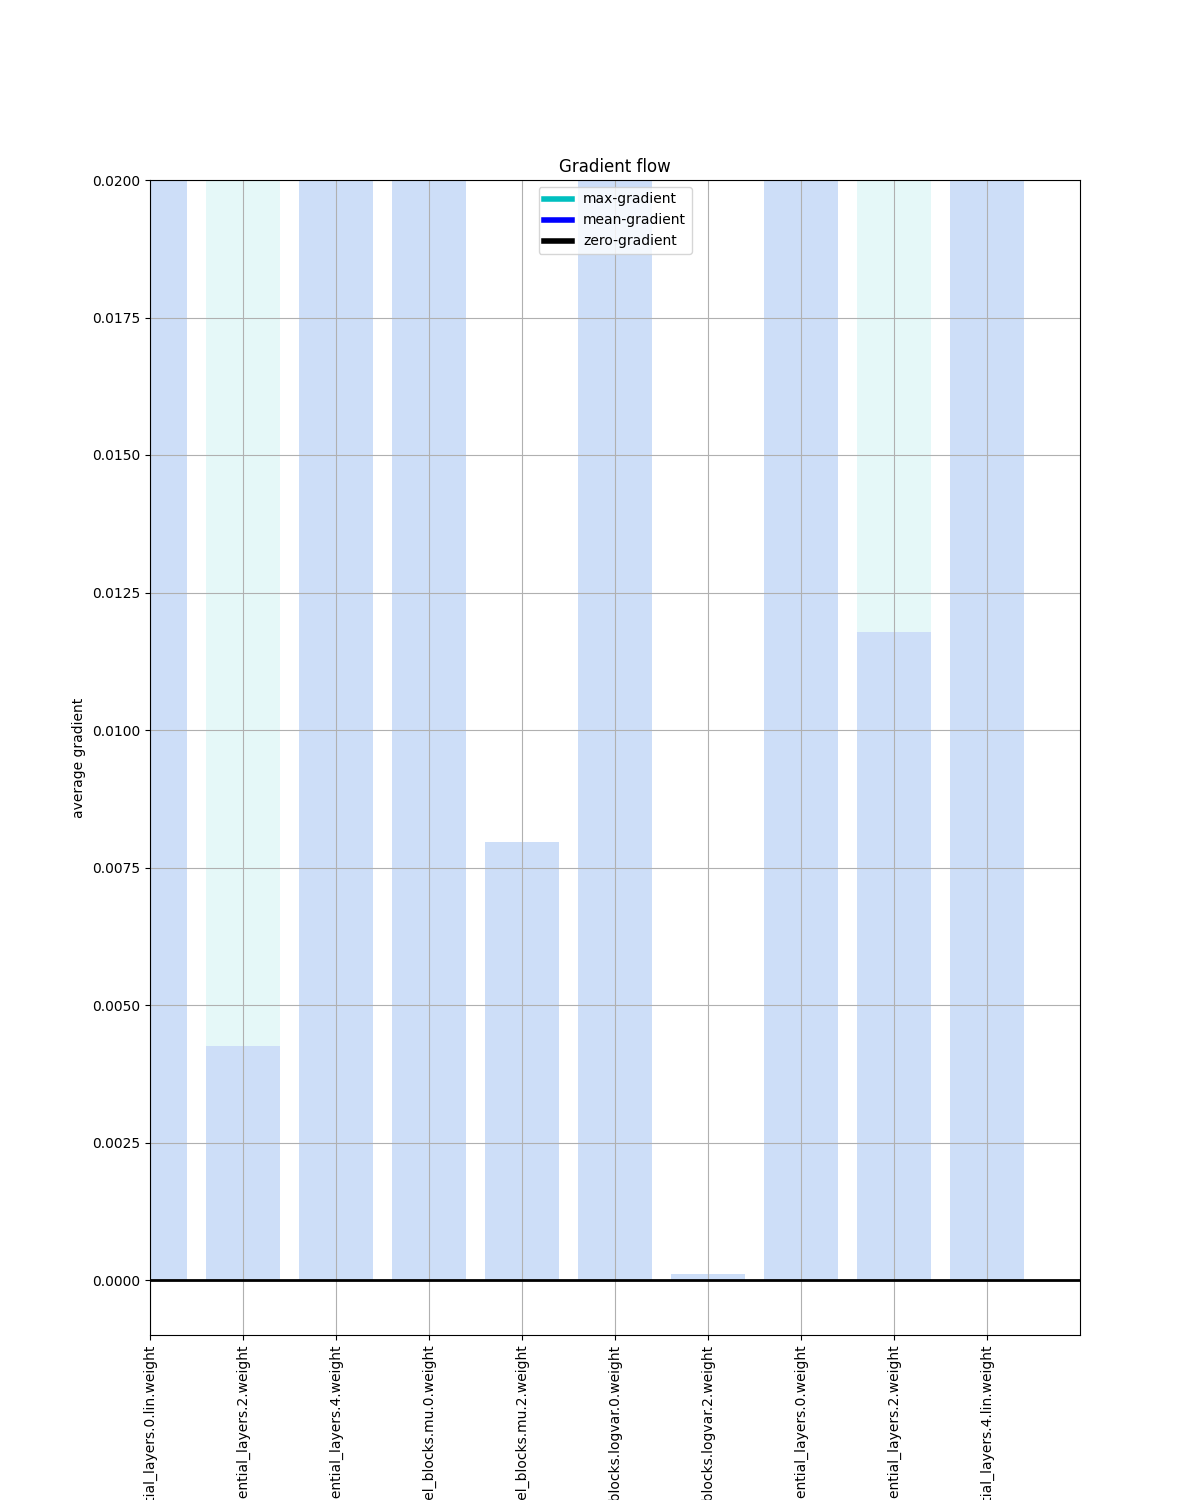 Gradient flow
max-gradient
mean-gradient
zero-gradient
0.0200
0.0175
0.0150
0.0125
0.0100
0.0075
0.0050
0.0025
0.0000
average gradient
tial_layers.0.lin.weight
ential_layers.2.weight
ential_layers.4.weight
el_blocks.mu.0.weight
el_blocks.mu.2.weight
blocks.logvar.0.weight
blocks.logvar.2.weight
ential_layers.0.weight
ential_layers.2.weight
tial_layers.4.lin.weight